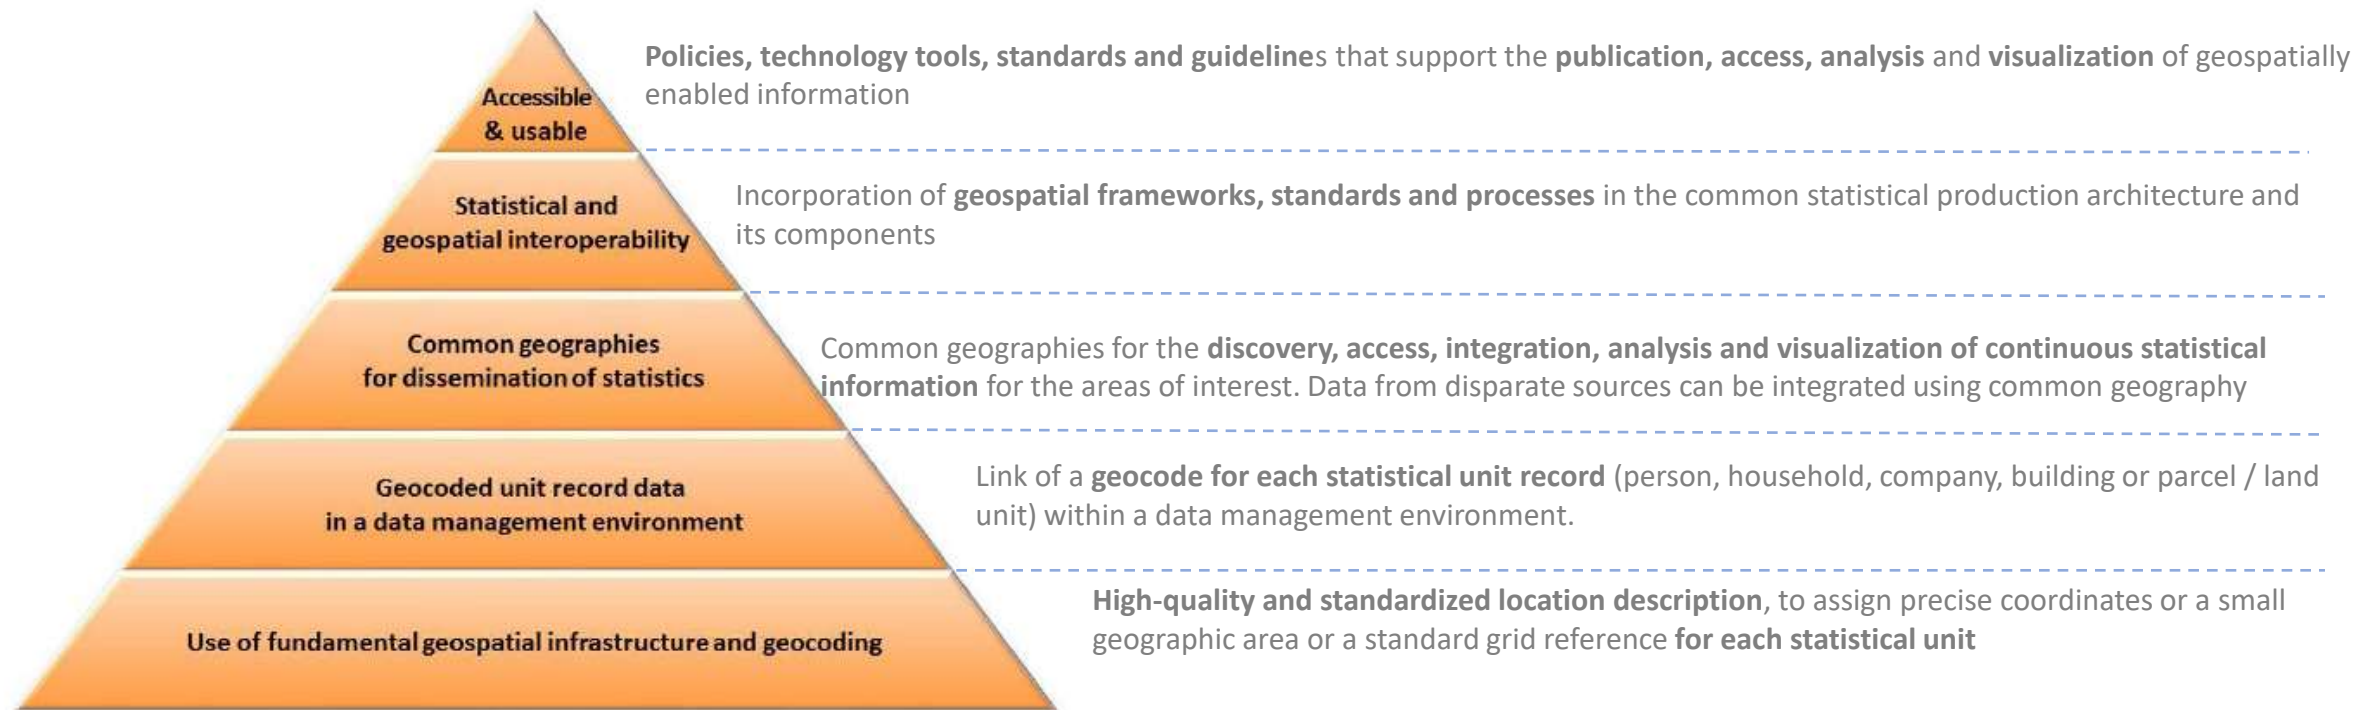 Policies, technology tools, standards and guidelines that support the publication, access, analysis and visualization of geospatially
enabled information
Accessible
& usable
Incorporation of geospatial frameworks, standards and processes in the common statistical production architecture and
its components
Statistical and
geospatial interoperability
Common geographies for the discovery, access, integration, analysis and visualization of continuous statistical
information for the areas of interest. Data from disparate sources can be integrated using common geography
Common geographies
for dissemination of statistics
Link of a geocode for each statistical unit record (person, household, company, building or parcel / land
unit) within a data management environment.
Geocoded unit record data
in a data management environment
High-quality and standardized location description, to assign precise coordinates or a small
geographic area or a standard grid reference for each statistical unit
Use of fundamental geospatial infrastructure and geocoding